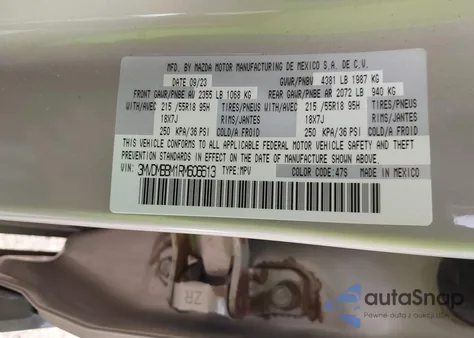 MFD. BY MAZDA MOTOR MANUFACTURING DE MEXICO S.A. DE C.V.
DATE 09/23 GVWR/PNBV 4381 LB 1987 KG
FRONT GAWR/PNBE AV 2355 LB 1068 KG REAR GAWR/PNBE AR 2072 LB 940 KG
WITH/AVEC 215/55R18 95H TIRES/PNEUS WITH/AVEC 215/55R18 95H TIRES/PNEUS
18X7J RIMS/JANTES 18X7J RIMS/JANTES
250 KPA/36 PSI COLD/A FROID 250 KPA/36 PSI COLD/A FROID
THIS VEHICLE CONFORMS TO ALL APPLICABLE FEDERAL MOTOR VEHICLE SAFETY AND THEFT
PREVENTION STANDARDS IN EFFECT ON THE DATE OF MANUFACTURE SHOWN ABOVE.
VIN: 3MVDMBBM1RM606613 TYPE:MPV COLOR CODE:47S MADE IN MEXICO
ZR
autoSnap
Pewne auta z aukcji